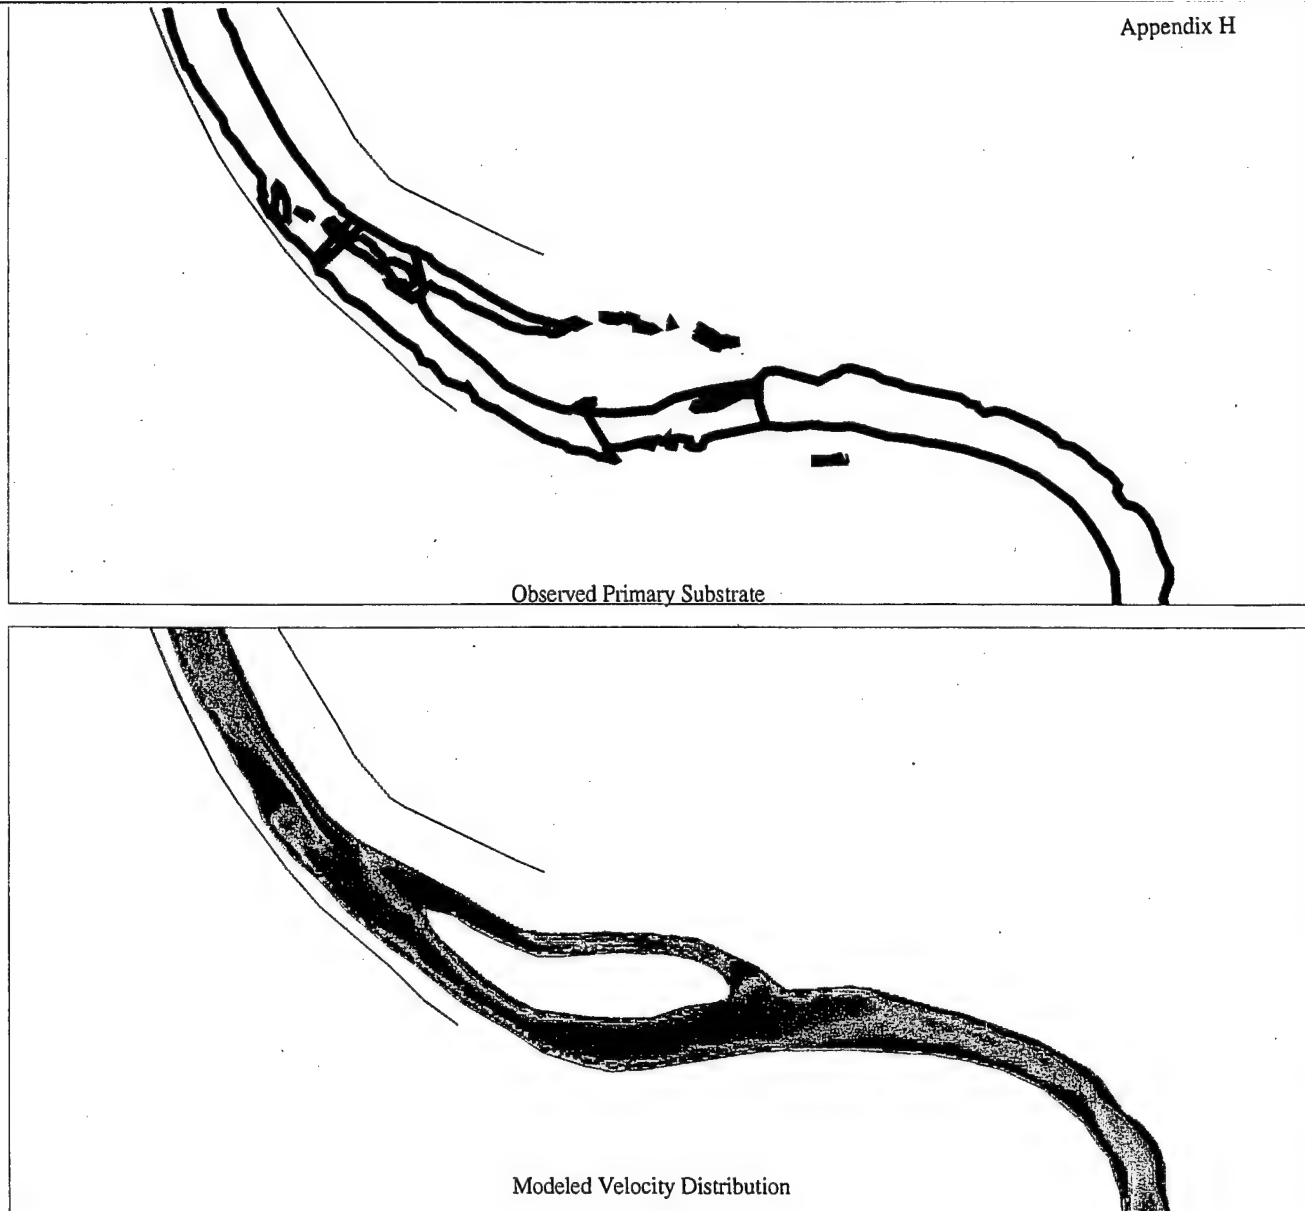 Appendix H
Observed Primary Substrate
Modeled Velocity Distribution